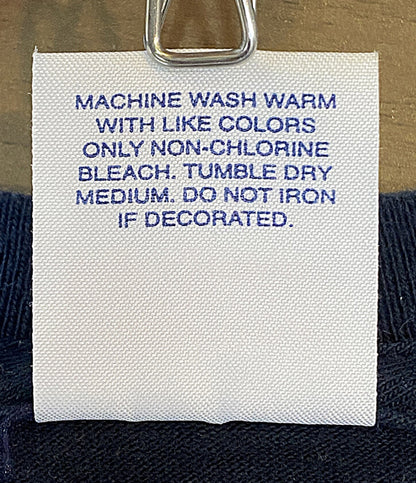 MACHINE WASH WARM
WITH LIKE COLORS
ONLY NON-CHLORINE
BLEACH. TUMBLE DRY
MEDIUM. DO NOT IRON
IF DECORATED.